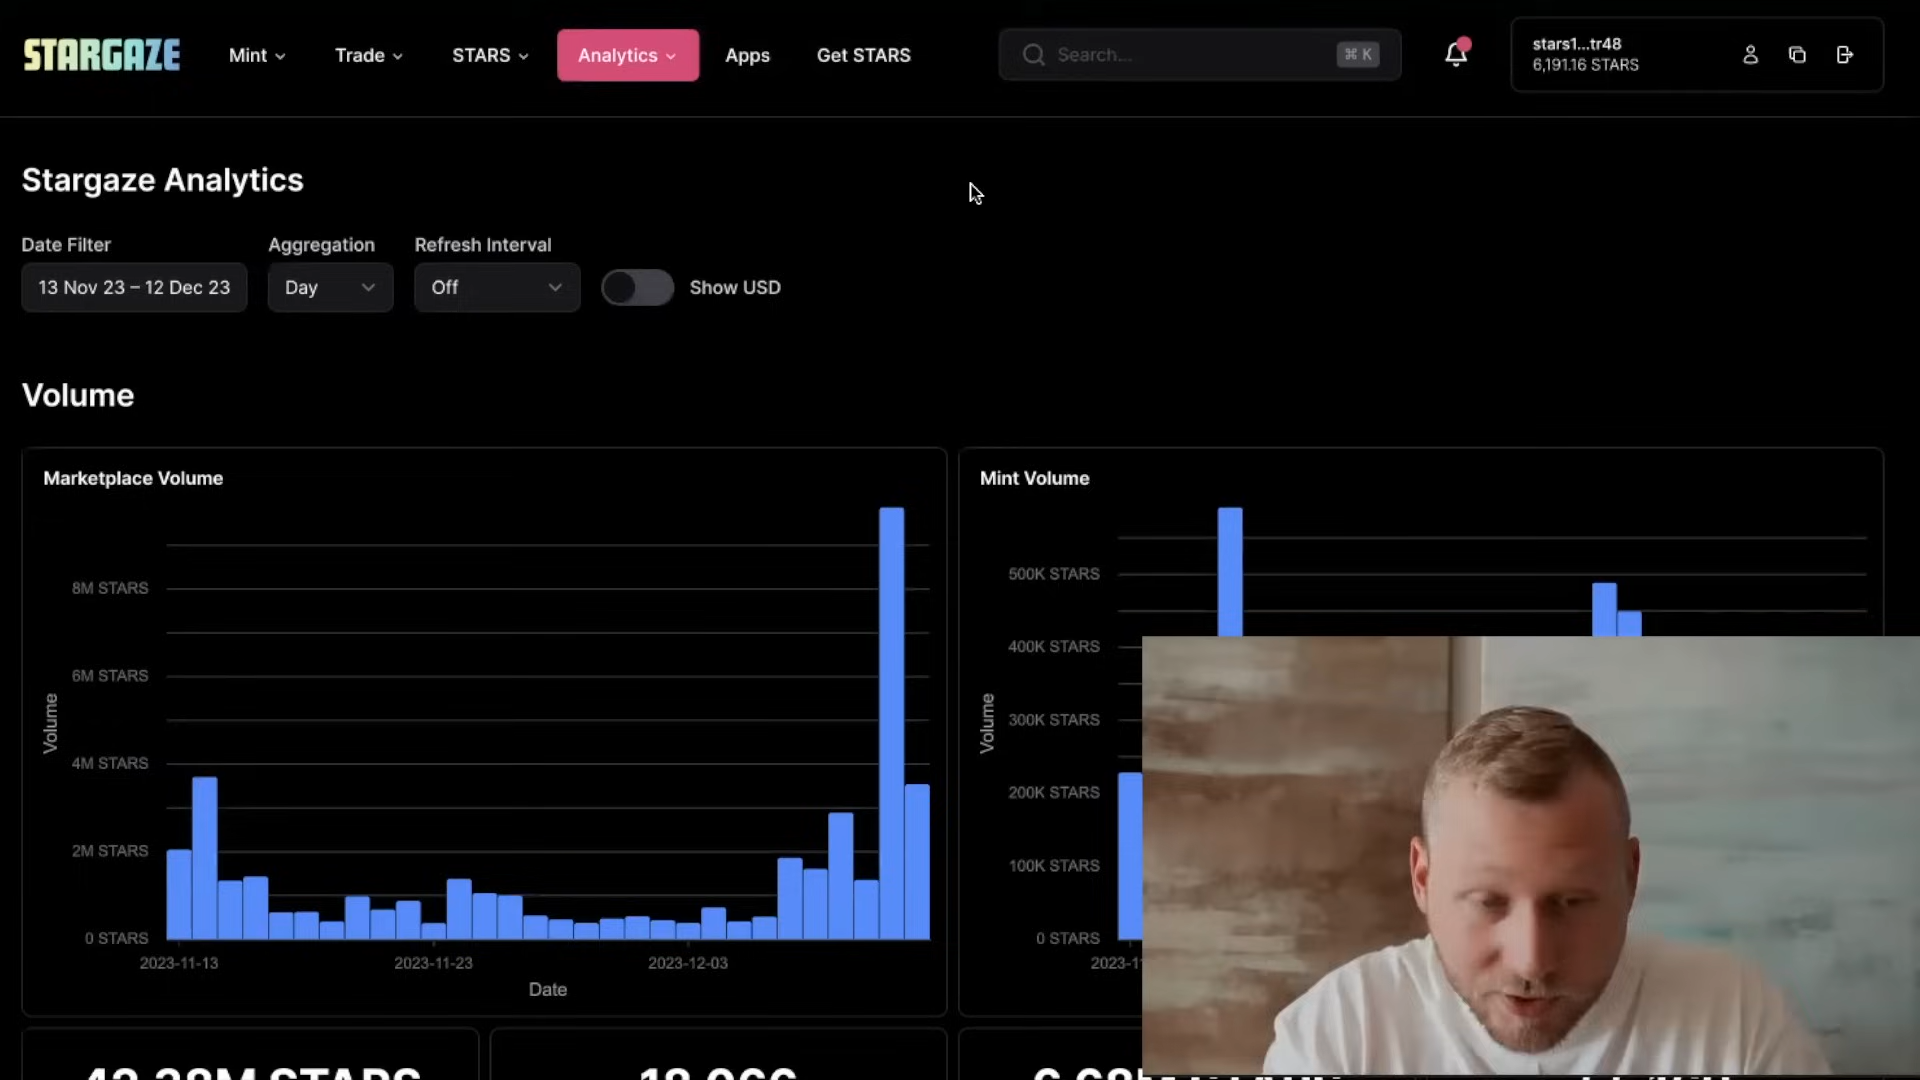 STARGAZE
Mint
Trade
STARS
Analytics
Apps
Get STARS
Search...
⌘ K
stars1...tr48
6,191.16 STARS
Stargaze Analytics
Date Filter
Aggregation
Refresh Interval
13 Nov 23 – 12 Dec 23
Day
Off
Show USD
Volume
Marketplace Volume
8M STARS
6M STARS
4M STARS
2M STARS
0 STARS
Volume
2023-11-13
2023-11-23
2023-12-03
Date
Mint Volume
500K STARS
400K STARS
300K STARS
200K STARS
100K STARS
0 STARS
Volume
2023-11